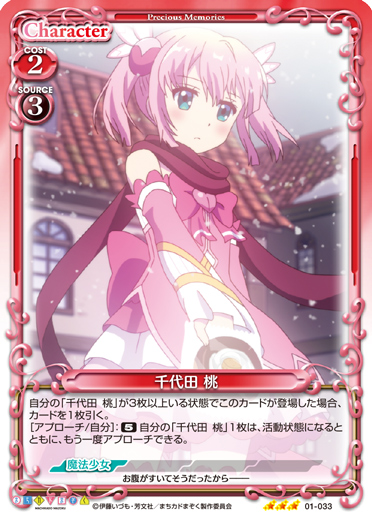 Precious Memories
Character
COST
2
SOURCE
3
千代田 桃
自分の「千代田 桃」が3枚以上いる状態でこのカードが登場した場合、
カードを1枚引く。
[アプローチ/自分]:5 自分の「千代田 桃」1枚は、活動状態になると
ともに、もう一度アプローチできる。
魔法少女
お腹がすいてそうだったから――
©伊藤いづも・芳文社/まちカドまぞく製作委員会
01-033